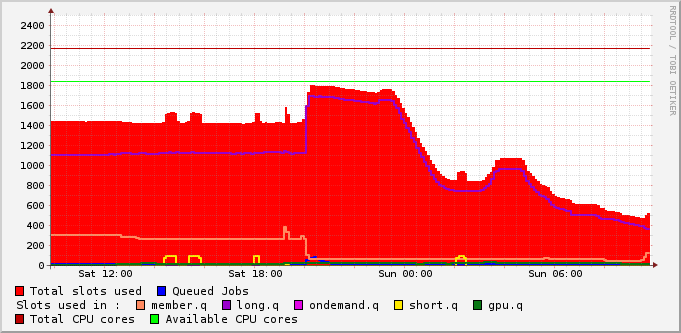 RRDTOOL / TOBI OETIKER
2400
2200
2000
1800
1600
1400
1200
1000
800
600
400
200
0
Sat 12:00 Sat 18:00 Sun 00:00 Sun 06:00
Total slots used Queued Jobs
Slots used in : member.q long.q ondemand.q short.q gpu.q
Total CPU cores Available CPU cores